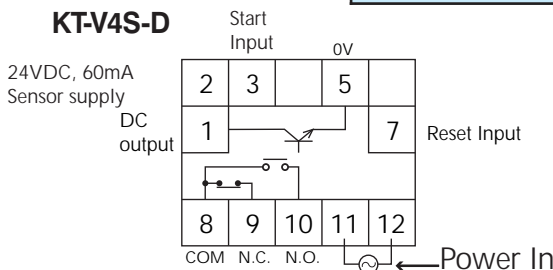 KT-V4S-D
Start
Input
0V
24VDC, 60mA
Sensor supply
2 3 5
DC
output
1 7
Reset Input
8 9 10 11 12
COM N.C. N.O.
Power In